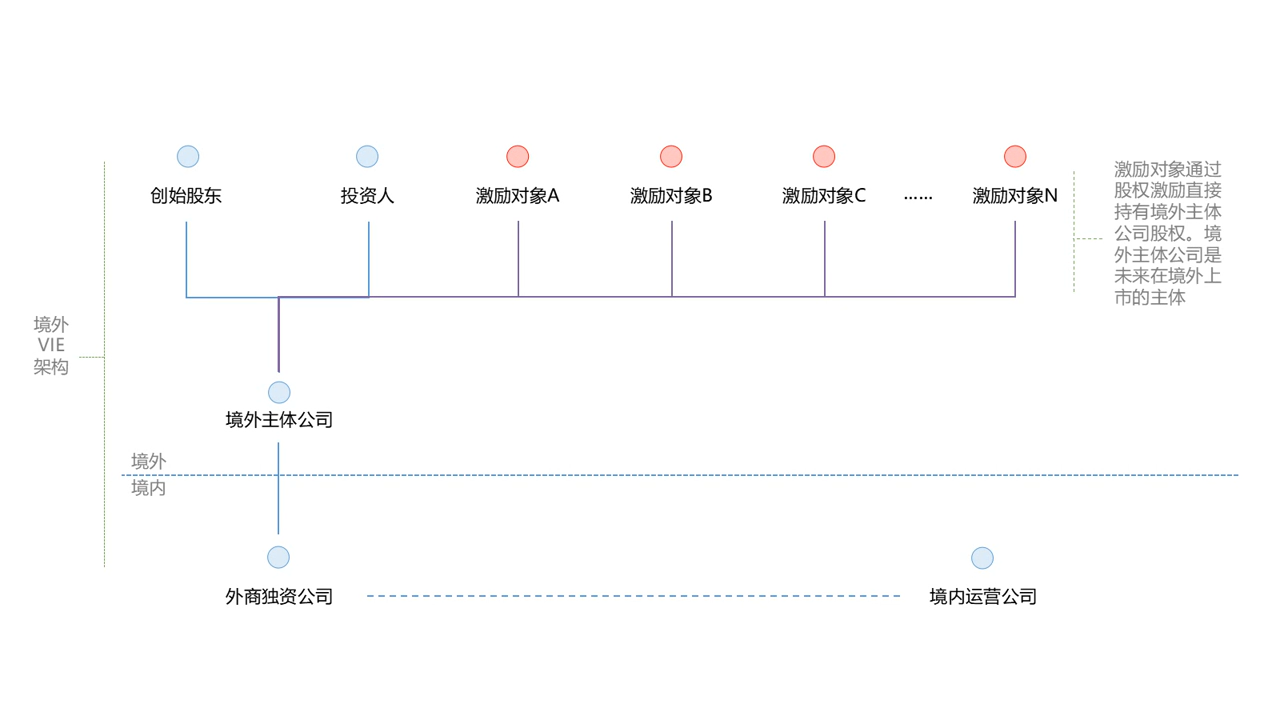 创始股东
投资人
激励对象A
激励对象B
激励对象C
……
激励对象N
激励对象通过
股权激励直接
持有境外主体
公司股权。境
外主体公司是
未来在境外上
市的主体
境外
VIE
架构
境外主体公司
境外
境内
外商独资公司
境内运营公司